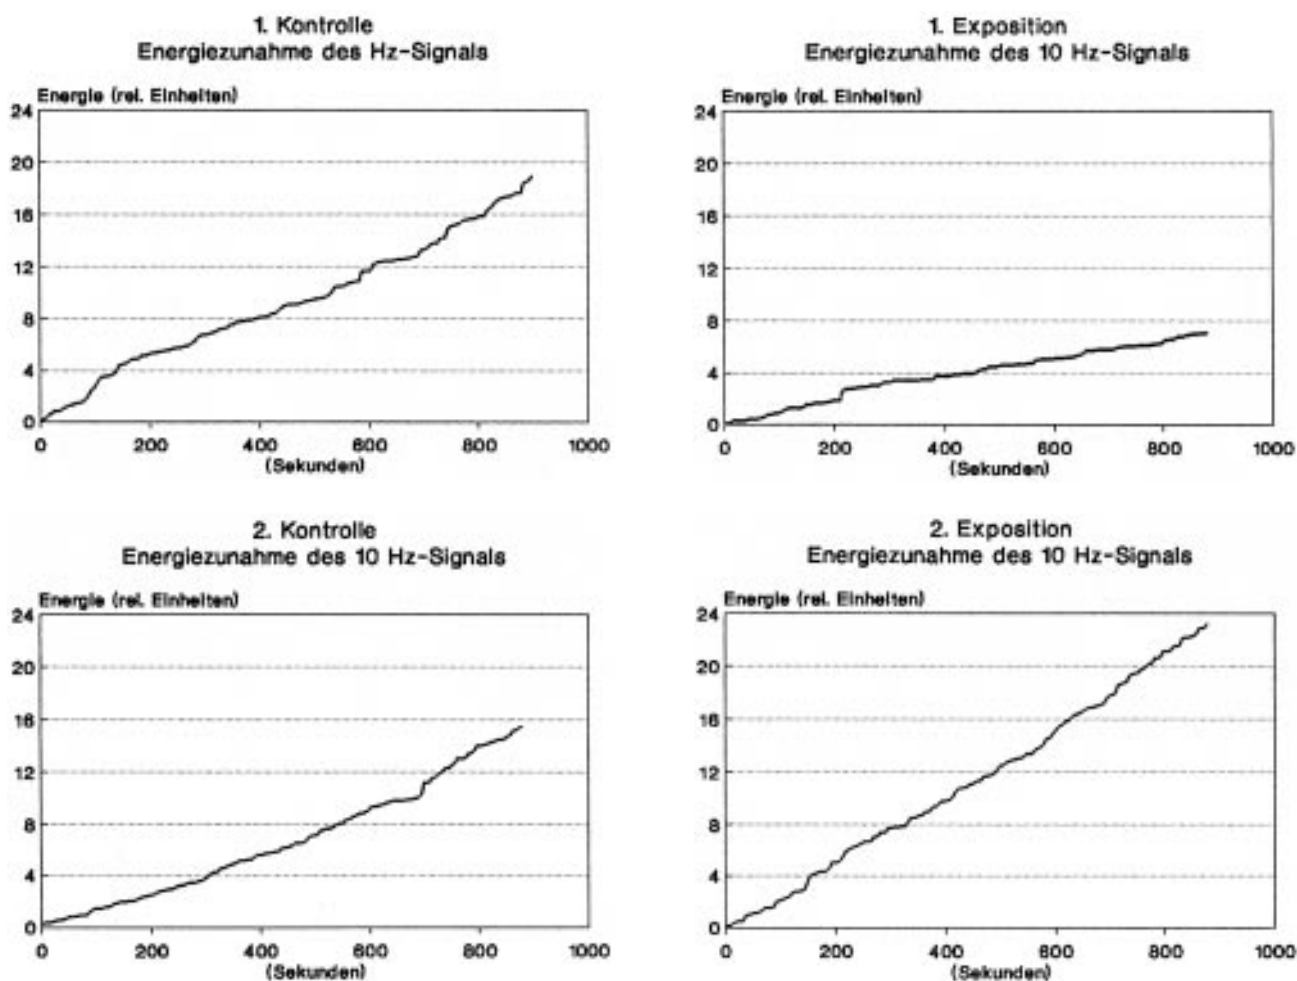 1. Kontrolle
Energiezunahme des Hz-Signals
Energie (rel. Einheiten)
24
20
16
12
8
4
0
0 200 400 600 800 1000
(Sekunden)
1. Exposition
Energiezunahme des 10 Hz-Signals
Energie (rel. Einheiten)
24
20
16
12
8
4
0
0 200 400 600 800 1000
(Sekunden)
2. Kontrolle
Energiezunahme des 10 Hz-Signals
Energie (rel. Einheiten)
24
20
16
12
8
4
0
0 200 400 600 800 1000
(Sekunden)
2. Exposition
Energiezunahme des 10 Hz-Signals
Energie (rel. Einheiten)
24
20
16
12
8
4
0
0 200 400 600 800 1000
(Sekunden)